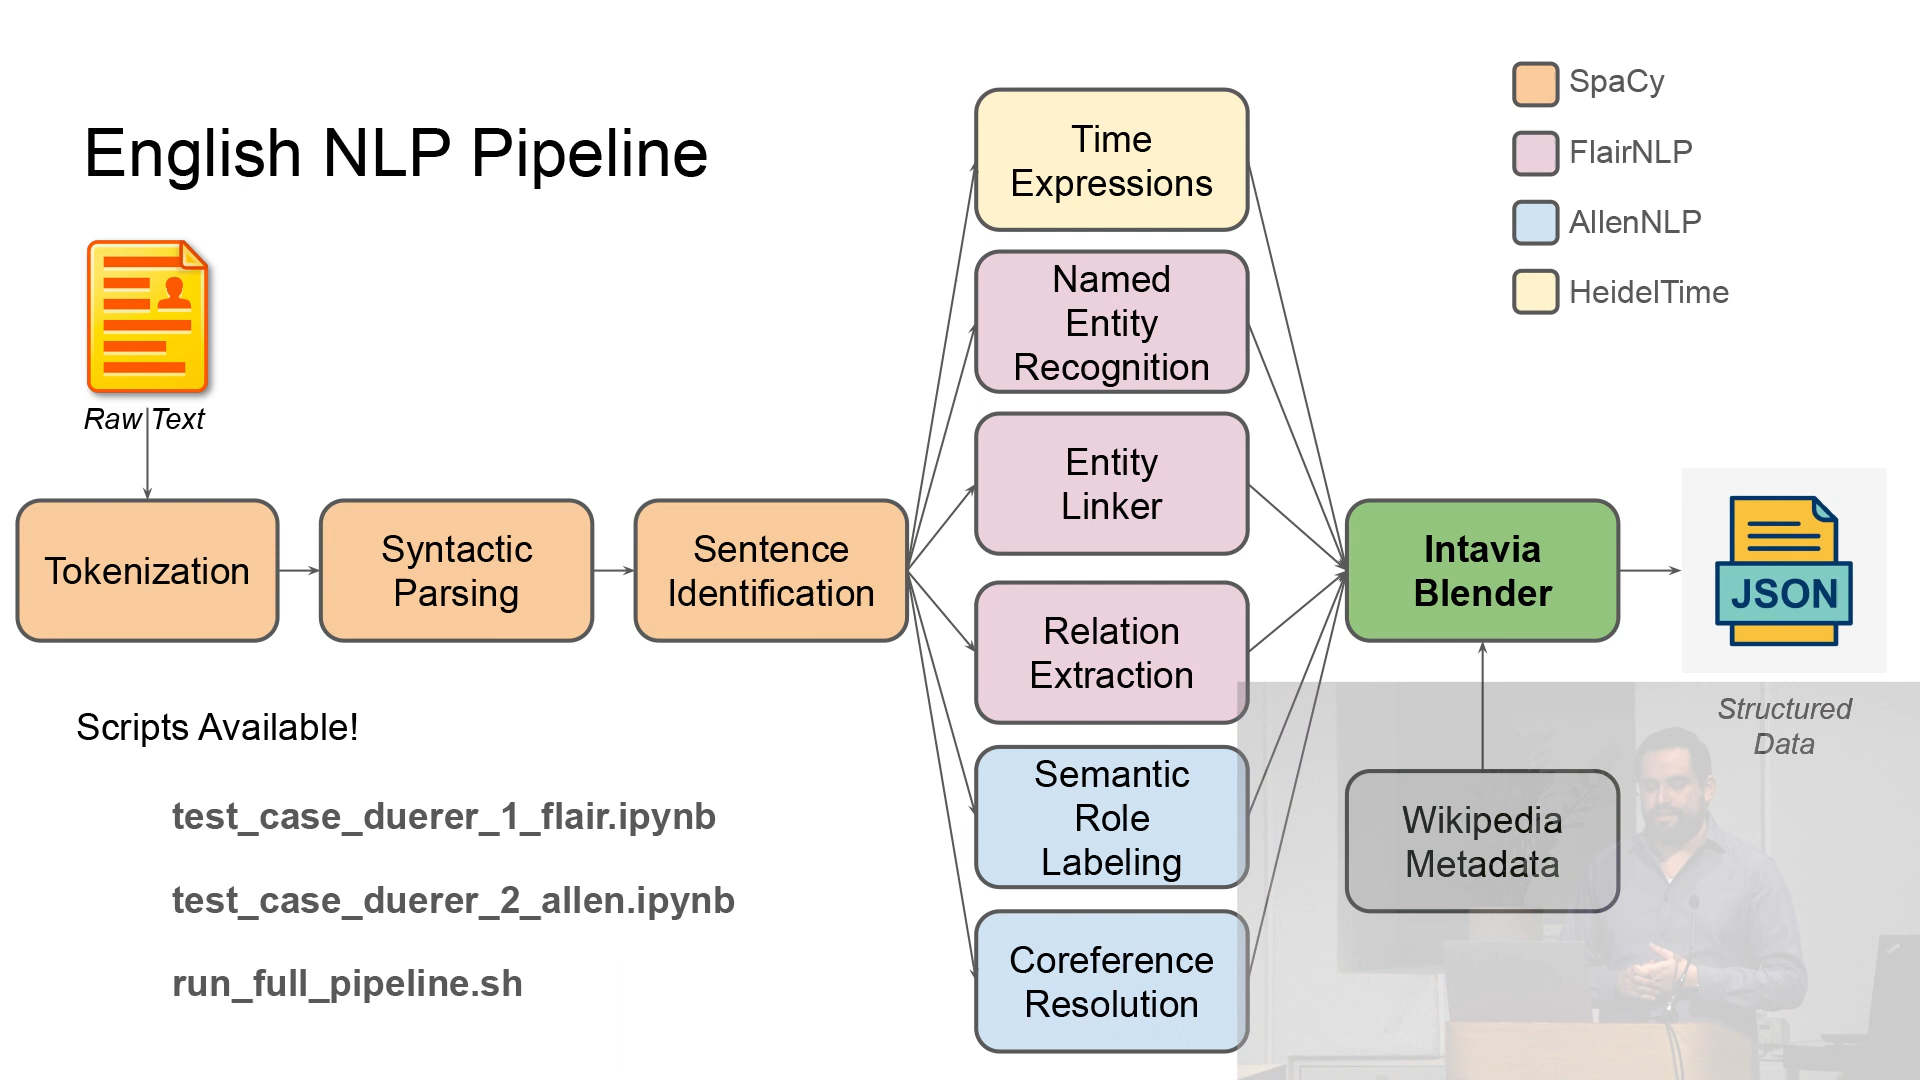 English NLP Pipeline
Raw Text
Tokenization
Syntactic
Parsing
Sentence
Identification
Time
Expressions
Named
Entity
Recognition
Entity
Linker
Relation
Extraction
Semantic
Role
Labeling
Coreference
Resolution
Intavia
Blender
Wikipedia
Metadata
JSON
Structured
Data
SpaCy
FlairNLP
AllenNLP
HeidelTime
Scripts Available!
test_case_duerer_1_flair.ipynb
test_case_duerer_2_allen.ipynb
run_full_pipeline.sh